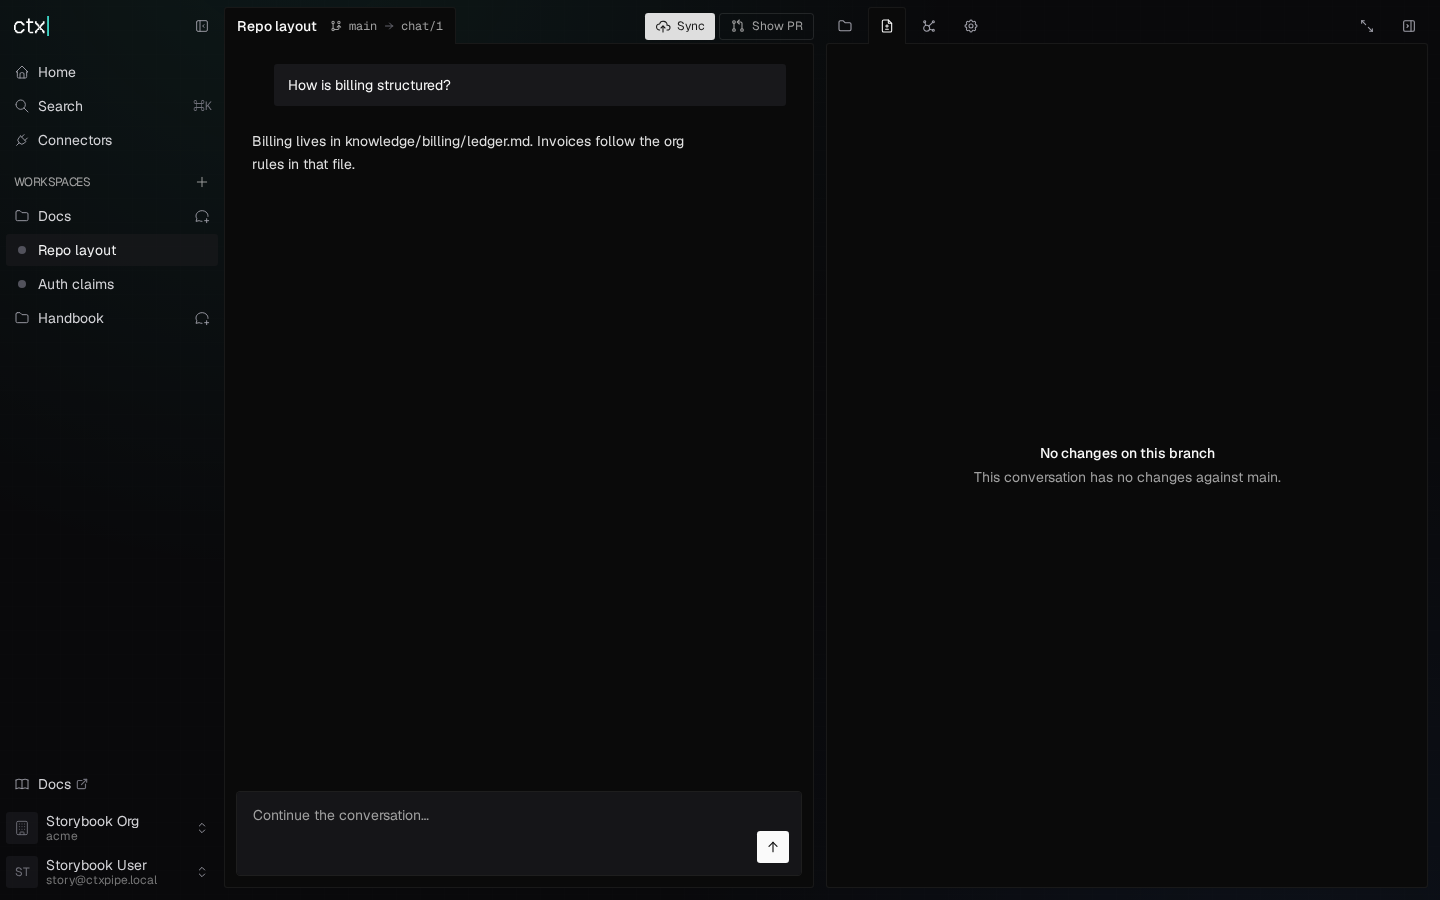 ctx
Home
Search ⌘K
Connectors
WORKSPACES
Docs
Repo layout
Auth claims
Handbook
Docs
Storybook Org
acme
ST
Storybook User
story@ctxpipe.local
Repo layout main → chat/1
Sync
Show PR
How is billing structured?
Billing lives in knowledge/billing/ledger.md. Invoices follow the org
rules in that file.
Continue the conversation...
No changes on this branch
This conversation has no changes against main.